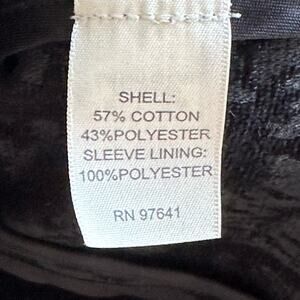 SHELL:
57% COTTON
43%POLYESTER
SLEEVE LINING:
100%POLYESTER
RN 97641